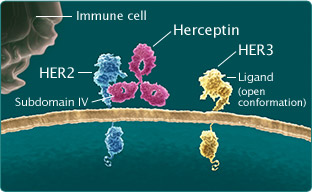 Immune cell
Herceptin
HER3
HER2
Ligand
(open
conformation)
Subdomain IV